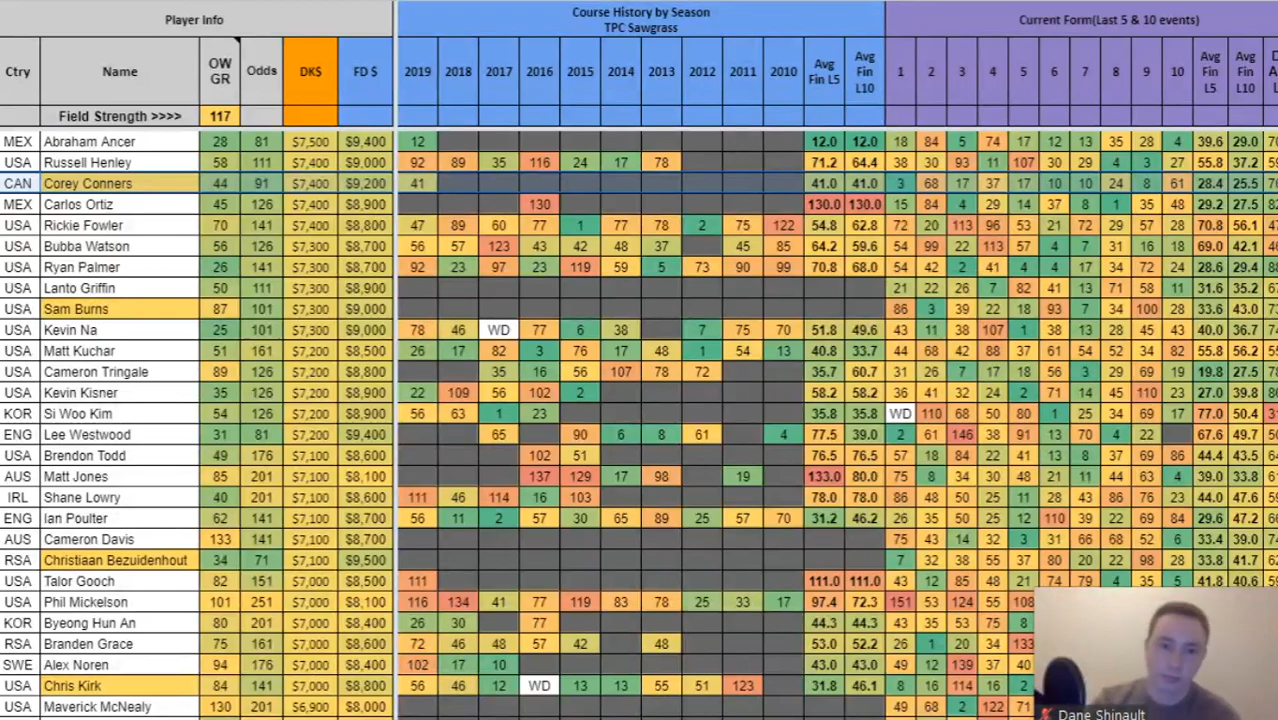 Player Info Course History by Season Current Form(Last 5 & 10 events)
TPC Sawgrass
Ctry Name OW GR Odds DK$ FD $ 2019 2018 2017 2016 2015 2014 2013 2012 2011 2010 Avg Fin L5 Avg Fin L10 1 2 3 4 5 6 7 8 9 10 Avg Fin L5 Avg Fin L10
Field Strength >>>> 117
MEX Abraham Ancer 28 81 $7,500 $9,400 12 12.0 12.0 18 84 5 74 17 12 13 35 28 4 39.6 29.0
USA Russell Henley 58 111 $7,400 $9,000 92 89 35 116 24 17 78 71.2 64.4 38 30 93 11 107 30 29 4 3 27 55.8 37.2
CAN Corey Conners 44 91 $7,400 $9,200 41 41.0 41.0 3 68 17 37 17 10 10 24 8 61 28.4 25.5
MEX Carlos Ortiz 45 126 $7,400 $8,900 130 130.0 130.0 15 84 4 29 14 37 8 1 35 48 29.2 27.5
USA Rickie Fowler 70 141 $7,400 $8,800 47 89 60 77 1 77 78 2 75 122 54.8 62.8 72 20 113 96 53 21 72 29 57 28 70.8 56.1
USA Bubba Watson 56 126 $7,300 $8,700 56 57 123 43 42 48 37 45 85 64.2 59.6 54 99 22 113 57 4 7 31 16 18 69.0 42.1
USA Ryan Palmer 26 141 $7,300 $8,700 92 23 97 23 119 59 5 73 90 99 70.8 68.0 54 42 2 41 4 4 17 34 72 24 28.6 29.4
USA Lanto Griffin 50 111 $7,300 $8,900 21 22 26 7 82 41 13 71 58 11 31.6 35.2
USA Sam Burns 87 101 $7,300 $9,000 86 3 39 22 18 93 7 34 100 28 33.6 43.0
USA Kevin Na 25 101 $7,300 $9,000 78 46 WD 77 6 38 7 75 70 51.8 49.6 43 11 38 107 1 38 13 28 45 43 40.0 36.7
USA Matt Kuchar 51 161 $7,200 $8,500 26 17 82 3 76 17 48 1 54 13 40.8 33.7 44 68 42 88 37 61 54 52 34 82 55.8 56.2
USA Cameron Tringale 89 126 $7,200 $8,800 35 16 56 107 78 72 35.7 60.7 31 26 7 17 18 56 3 29 69 19 19.8 27.5
USA Kevin Kisner 35 126 $7,200 $8,900 22 109 56 102 2 58.2 58.2 36 41 32 24 2 71 14 23 110 23 27.0 39.8
KOR Si Woo Kim 54 126 $7,200 $8,900 56 63 1 23 35.8 35.8 WD 110 68 50 80 1 25 34 69 17 77.0 50.4
ENG Lee Westwood 31 81 $7,200 $9,400 65 90 6 8 61 4 77.5 39.0 2 61 146 38 91 13 70 4 22 67.6 49.7
USA Brendon Todd 49 176 $7,100 $8,600 102 51 76.5 76.5 57 18 84 22 41 13 8 37 69 86 44.4 43.5
AUS Matt Jones 85 201 $7,100 $8,100 137 129 17 98 19 133.0 80.0 75 8 34 30 48 21 11 44 63 4 39.0 33.8
IRL Shane Lowry 40 201 $7,100 $8,600 111 46 114 16 103 78.0 78.0 86 48 50 25 11 28 43 86 76 23 44.0 47.6
ENG Ian Poulter 62 141 $7,100 $8,700 56 11 2 57 30 65 89 25 57 70 31.2 46.2 26 35 50 25 12 110 39 22 69 84 29.6 47.2
AUS Cameron Davis 133 141 $7,100 $8,700 75 43 14 32 3 31 66 68 52 6 33.4 39.0
RSA Christiaan Bezuidenhout 34 71 $7,100 $9,500 7 32 38 55 37 80 20 22 98 28 33.8 41.7
USA Talor Gooch 82 151 $7,000 $8,500 111 111.0 111.0 43 12 85 48 21 74 79 4 35 5 41.8 40.6
USA Phil Mickelson 101 251 $7,000 $8,100 116 134 41 77 119 83 78 25 33 17 97.4 72.3 151 53 124 55 108
KOR Byeong Hun An 80 201 $7,000 $8,400 26 30 77 44.3 44.3 43 35 53 75 8
RSA Branden Grace 75 161 $7,000 $8,600 72 46 48 57 42 48 53.0 52.2 26 1 20 34 133
SWE Alex Noren 94 176 $7,000 $8,400 102 17 10 43.0 43.0 49 12 139 37 40
USA Chris Kirk 84 141 $7,000 $8,800 56 46 12 WD 13 13 55 51 123 31.8 46.1 8 16 114 16 2
USA Maverick McNealy 130 201 $6,900 $8,000 49 68 2 122 71
Dane Shinault